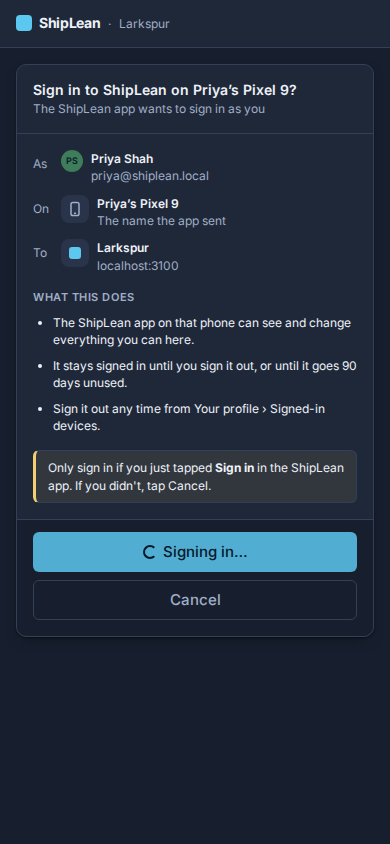 ShipLean · Larkspur
Sign in to ShipLean on Priya’s Pixel 9?
The ShipLean app wants to sign in as you
As PS Priya Shah
priya@shiplean.local
On Priya’s Pixel 9
The name the app sent
To Larkspur
localhost:3100
WHAT THIS DOES
• The ShipLean app on that phone can see and change
everything you can here.
• It stays signed in until you sign it out, or until it goes 90
days unused.
• Sign it out any time from Your profile › Signed-in
devices.
Only sign in if you just tapped Sign in in the ShipLean
app. If you didn't, tap Cancel.
Signing in…
Cancel